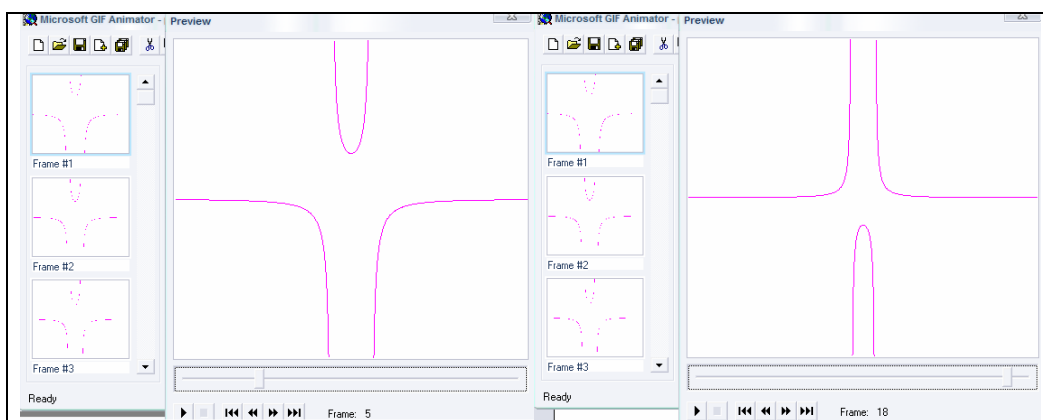 Microsoft GIF Animator -
Preview
Frame #1
Frame #2
Frame #3
Ready
Frame: 5
Microsoft GIF Animator -
Preview
Frame #1
Frame #2
Frame #3
Ready
Frame: 18